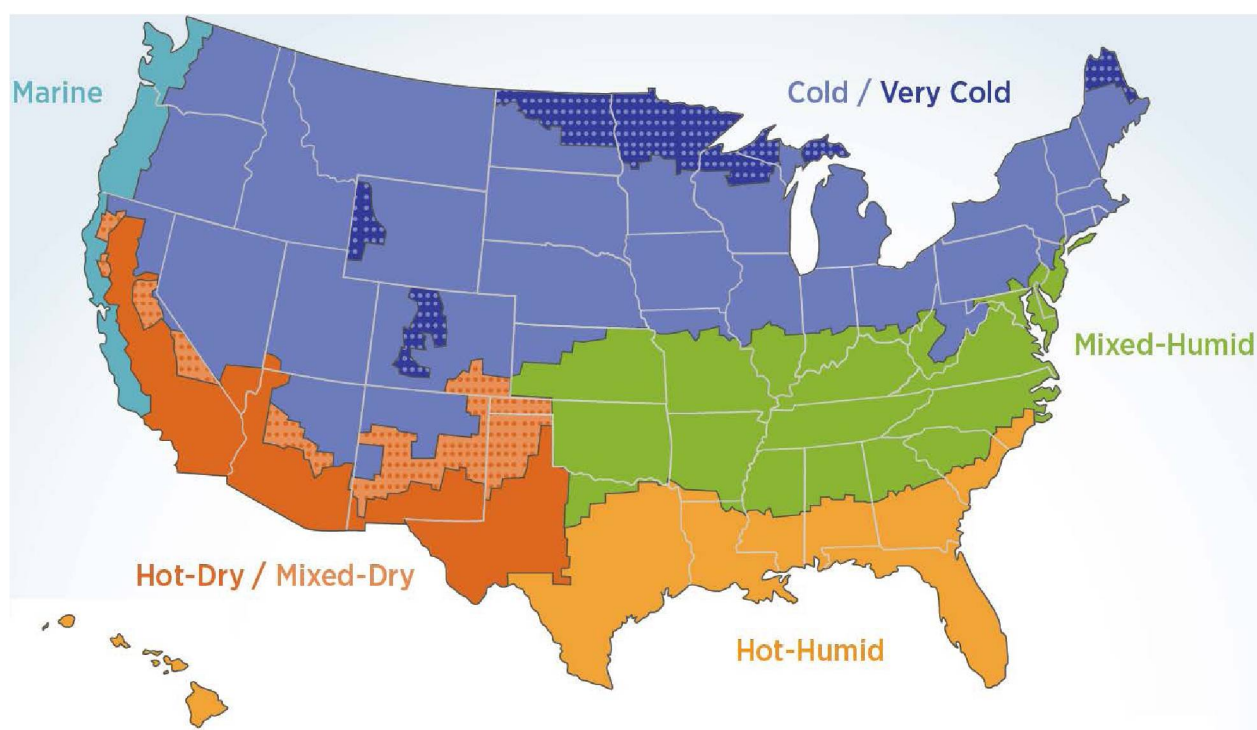 Marine
Cold / Very Cold
Mixed-Humid
Hot-Dry / Mixed-Dry
Hot-Humid